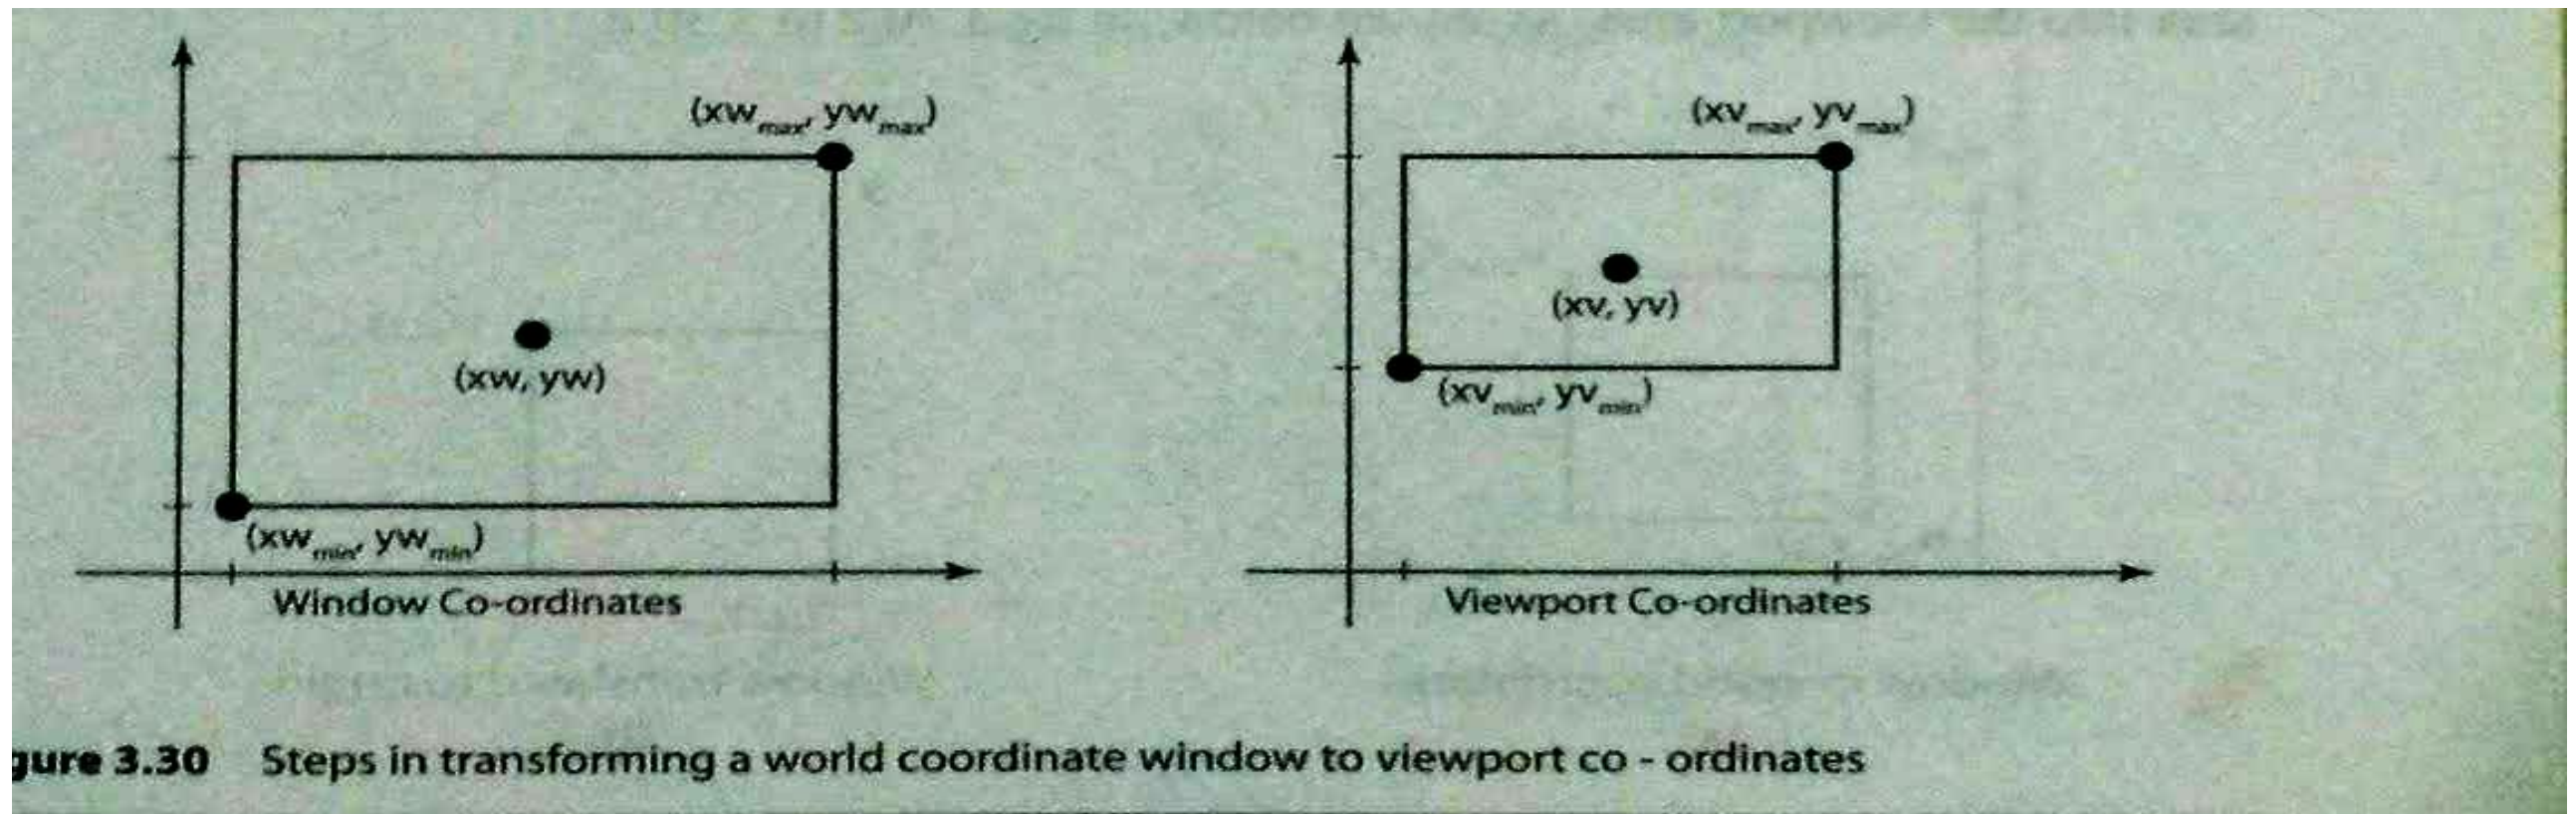 (xw_max, yw_max)
(xw, yw)
(xw_min, yw_min)
Window Co-ordinates
(xv_max, yv_max)
(xv, yv)
(xv_min, yv_min)
Viewport Co-ordinates
gure 3.30 Steps in transforming a world coordinate window to viewport co - ordinates